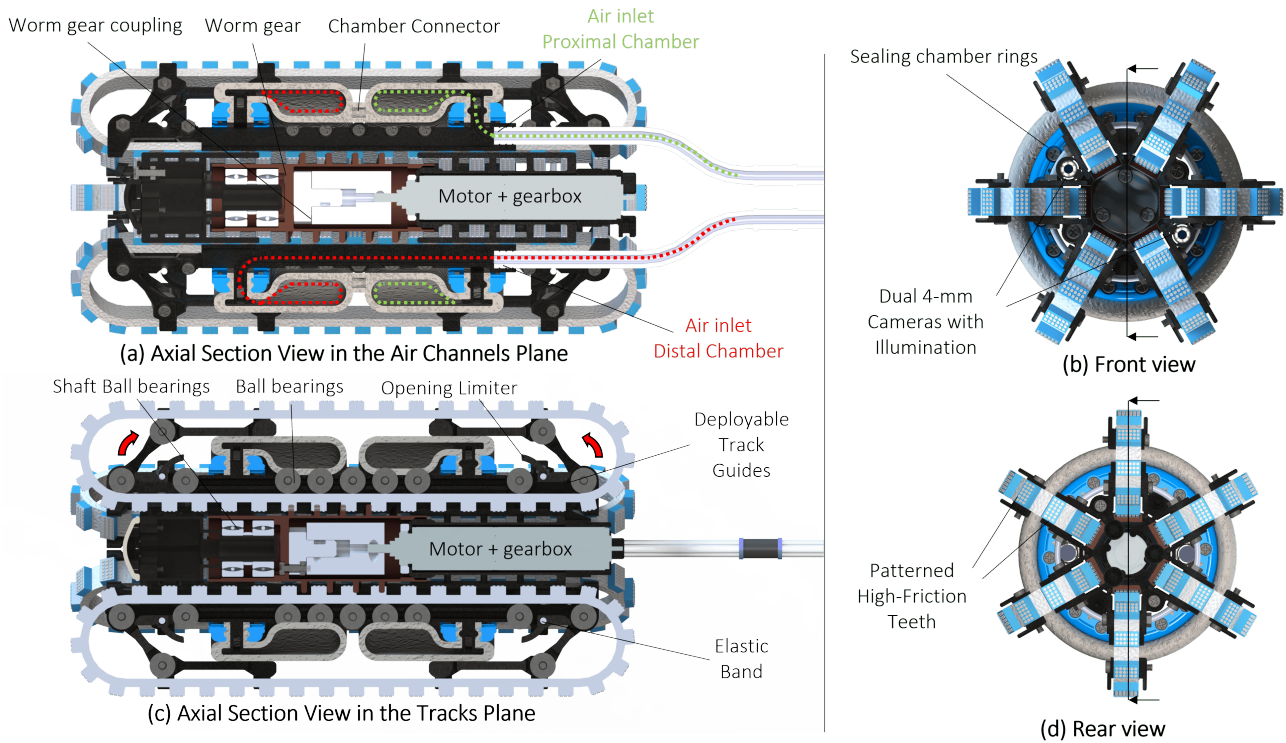 Worm gear coupling
Worm gear
Chamber Connector
Air inlet
Proximal Chamber
Motor + gearbox
Air inlet
Distal Chamber
(a) Axial Section View in the Air Channels Plane
Sealing chamber rings
Dual 4-mm
Cameras with
Illumination
(b) Front view
Shaft Ball bearings
Ball bearings
Opening Limiter
Deployable
Track
Guides
Motor + gearbox
Elastic
Band
(c) Axial Section View in the Tracks Plane
Patterned
High-Friction
Teeth
(d) Rear view